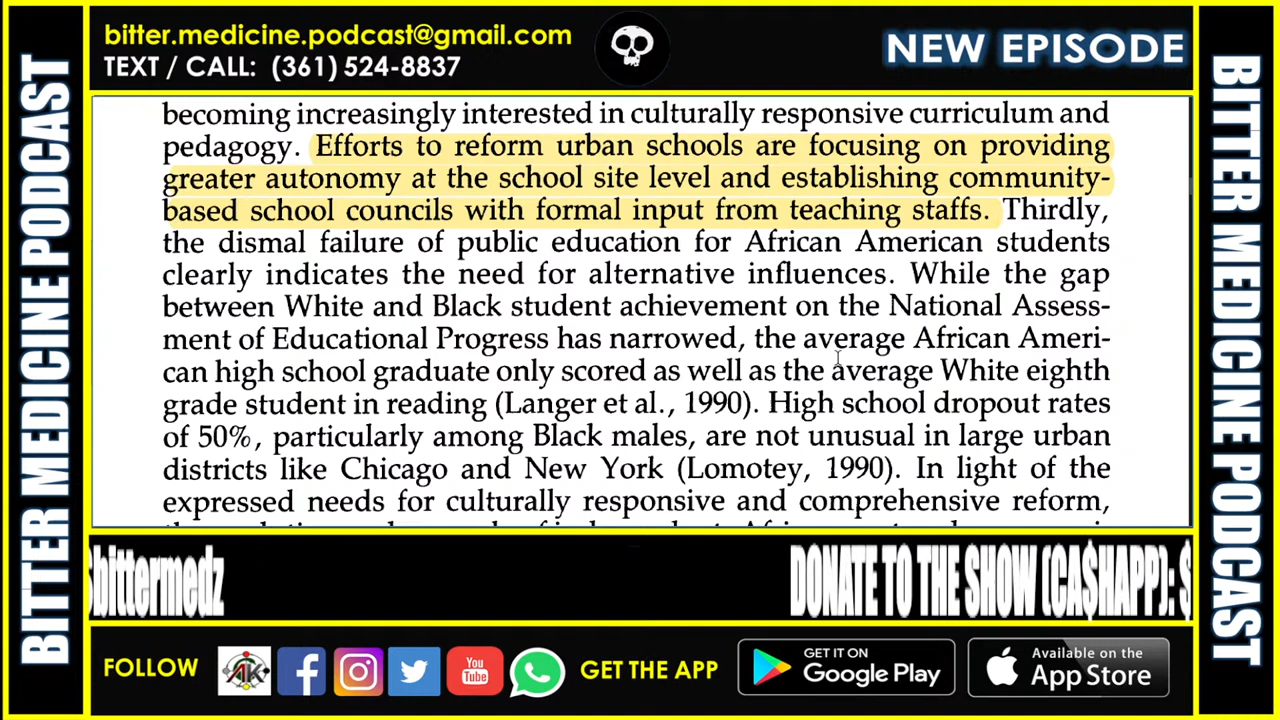 bitter.medicine.podcast@gmail.com
TEXT / CALL: (361) 524-8837
NEW EPISODE
BITTER MEDICINE PODCAST
becoming increasingly interested in culturally responsive curriculum and
pedagogy. Efforts to reform urban schools are focusing on providing
greater autonomy at the school site level and establishing community-
based school councils with formal input from teaching staffs. Thirdly,
the dismal failure of public education for African American students
clearly indicates the need for alternative influences. While the gap
between White and Black student achievement on the National Assess-
ment of Educational Progress has narrowed, the average African Ameri-
can high school graduate only scored as well as the average White eighth
grade student in reading (Langer et al., 1990). High school dropout rates
of 50%, particularly among Black males, are not unusual in large urban
districts like Chicago and New York (Lomotey, 1990). In light of the
expressed needs for culturally responsive and comprehensive reform,
BITTER MEDICINE PODCAST
$bittermedz
DONATE TO THE SHOW (CA$HAPP): $
FOLLOW
ATK
You
Tube
GET THE APP
GET IT ON
Google Play
Available on the
App Store